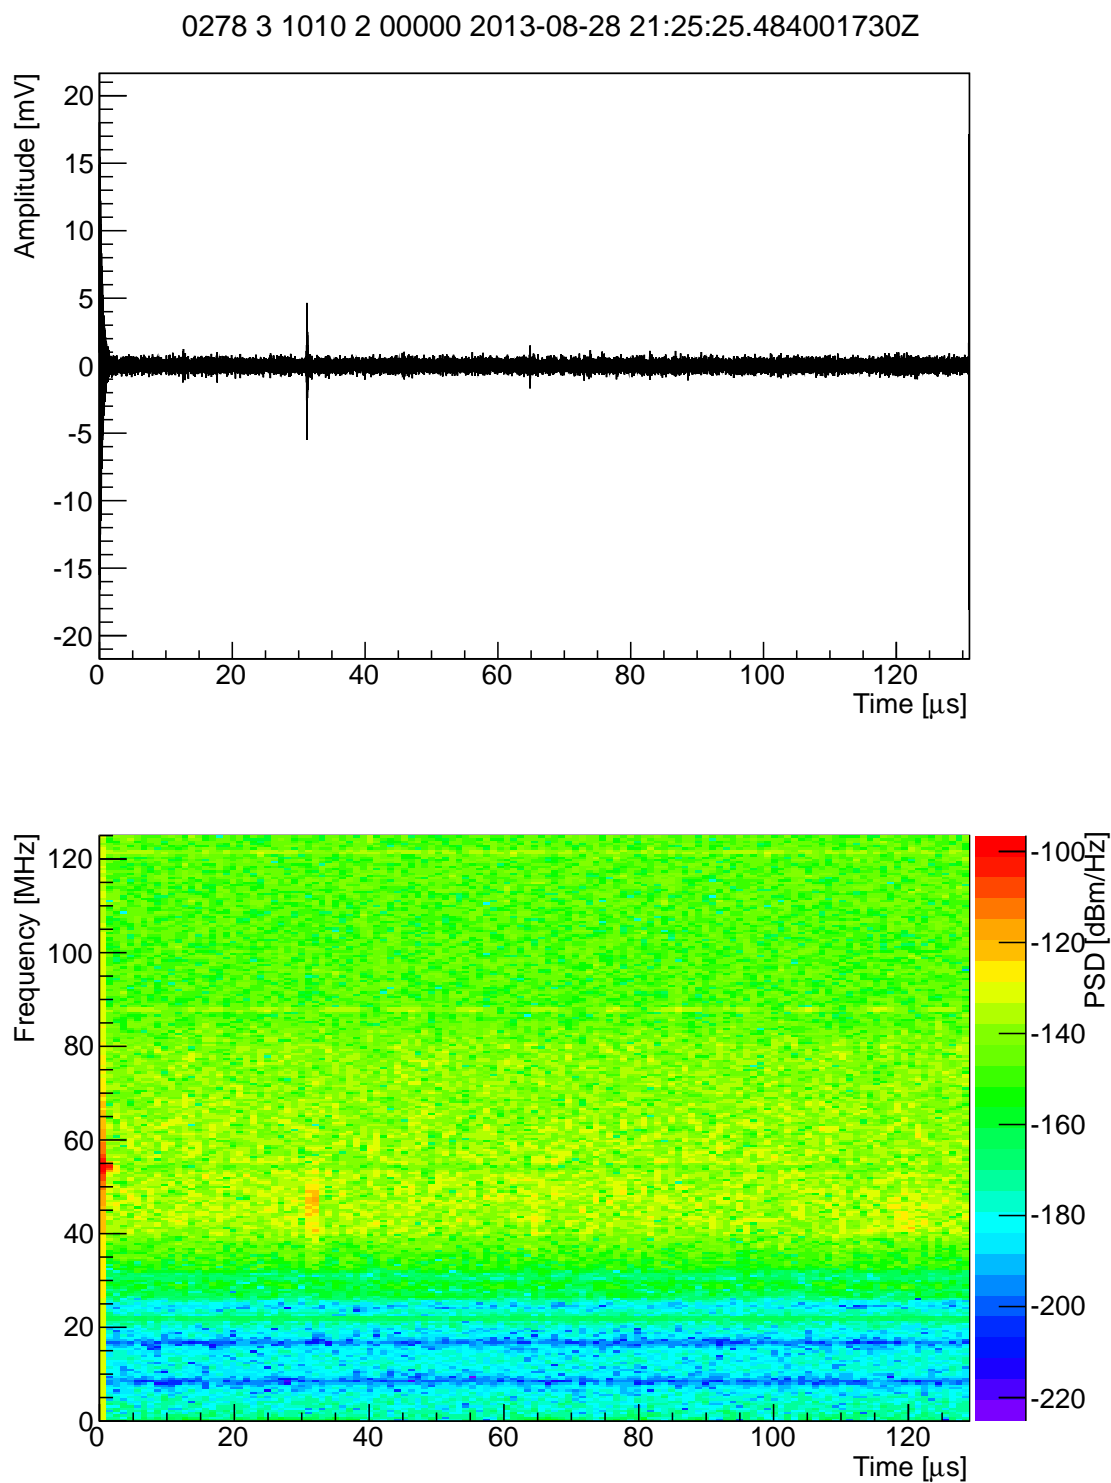 0278 3 1010 2 00000 2013-08-28 21:25:25.484001730Z
Amplitude [mV]
20
15
10
5
0
-5
-10
-15
-20
0 20 40 60 80 100 120
Time [μs]
Frequency [MHz]
120
100
80
60
40
20
0
0 20 40 60 80 100 120
Time [μs]
PSD [dBm/Hz]
-100
-120
-140
-160
-180
-200
-220